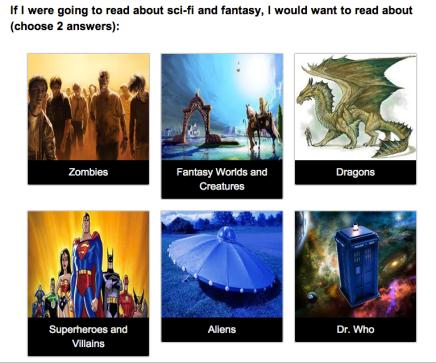 If I were going to read about sci-fi and fantasy, I would want to read about
(choose 2 answers):
Zombies
Fantasy Worlds and
Creatures
Dragons
Superheroes and
Villains
Aliens
Dr. Who